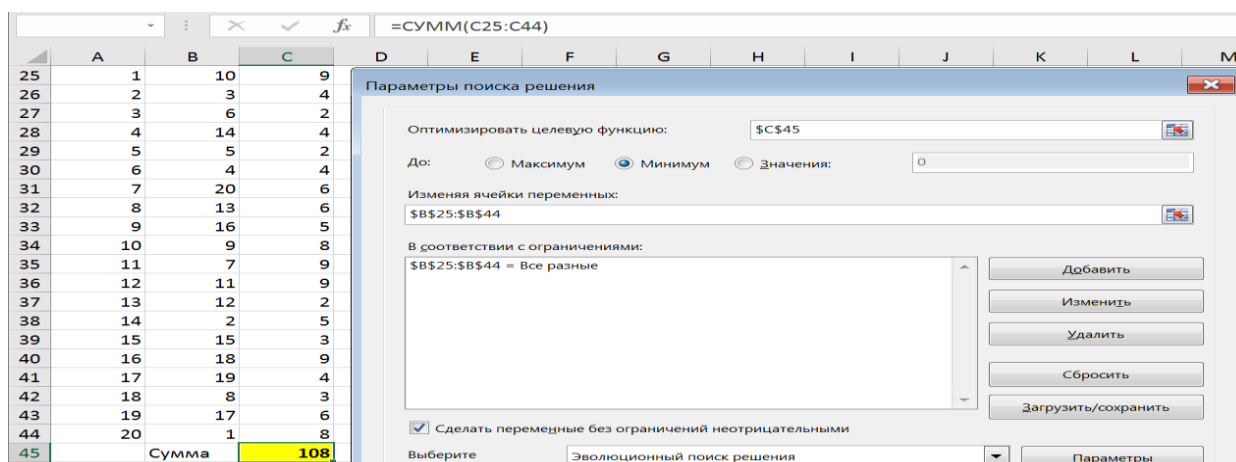 fx =СУММ(C25:C44)
A B C D E F G H I J K L M
25 1 10 9
26 2 3 4
27 3 6 2
28 4 14 4
29 5 5 2
30 6 4 4
31 7 20 6
32 8 13 6
33 9 16 5
34 10 9 8
35 11 7 9
36 12 11 9
37 13 12 2
38 14 2 5
39 15 15 3
40 16 18 9
41 17 19 4
42 18 8 3
43 19 17 6
44 20 1 8
45 Сумма 108
Параметры поиска решения
Оптимизировать целевую функцию: $C$45
До: Максимум Минимум Значения: 0
Изменяя ячейки переменных:
$B$25:$B$44
В соответствии с ограничениями:
$B$25:$B$44 = Все разные
Добавить
Изменить
Удалить
Сбросить
Загрузить/сохранить
Сделать переменные без ограничений неотрицательными
Выберите Эволюционный поиск решения Параметры